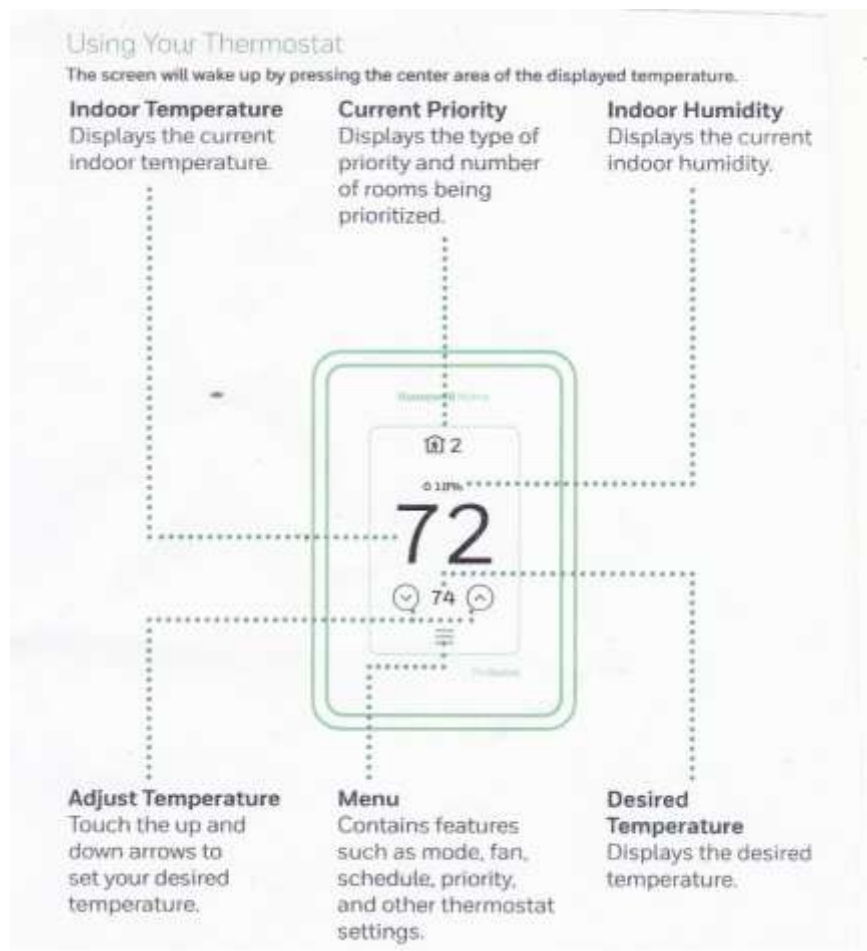 Using Your Thermostat
The screen will wake up by pressing the center area of the displayed temperature.
Indoor Temperature
Displays the current
indoor temperature.
Current Priority
Displays the type of
priority and number
of rooms being
prioritized.
Indoor Humidity
Displays the current
indoor humidity.
Honeywell Home
2
72
74
Adjust Temperature
Touch the up and
down arrows to
set your desired
temperature.
Menu
Contains features
such as mode, fan,
schedule, priority,
and other thermostat
settings.
Desired
Temperature
Displays the desired
temperature.